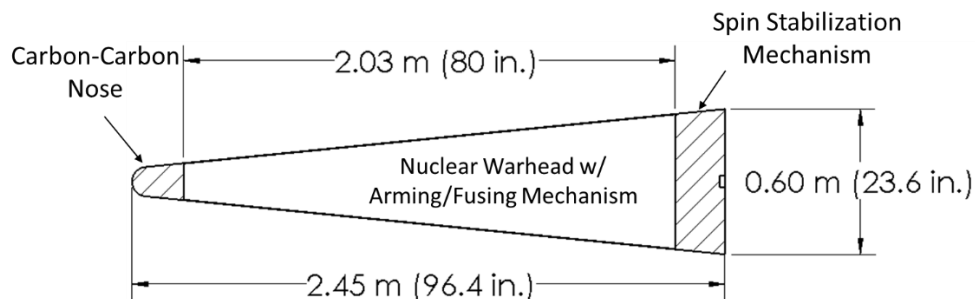 Spin Stabilization
Mechanism
Carbon-Carbon
Nose
2.03 m (80 in.)
Nuclear Warhead w/
Arming/Fusing Mechanism
0.60 m (23.6 in.)
2.45 m (96.4 in.)